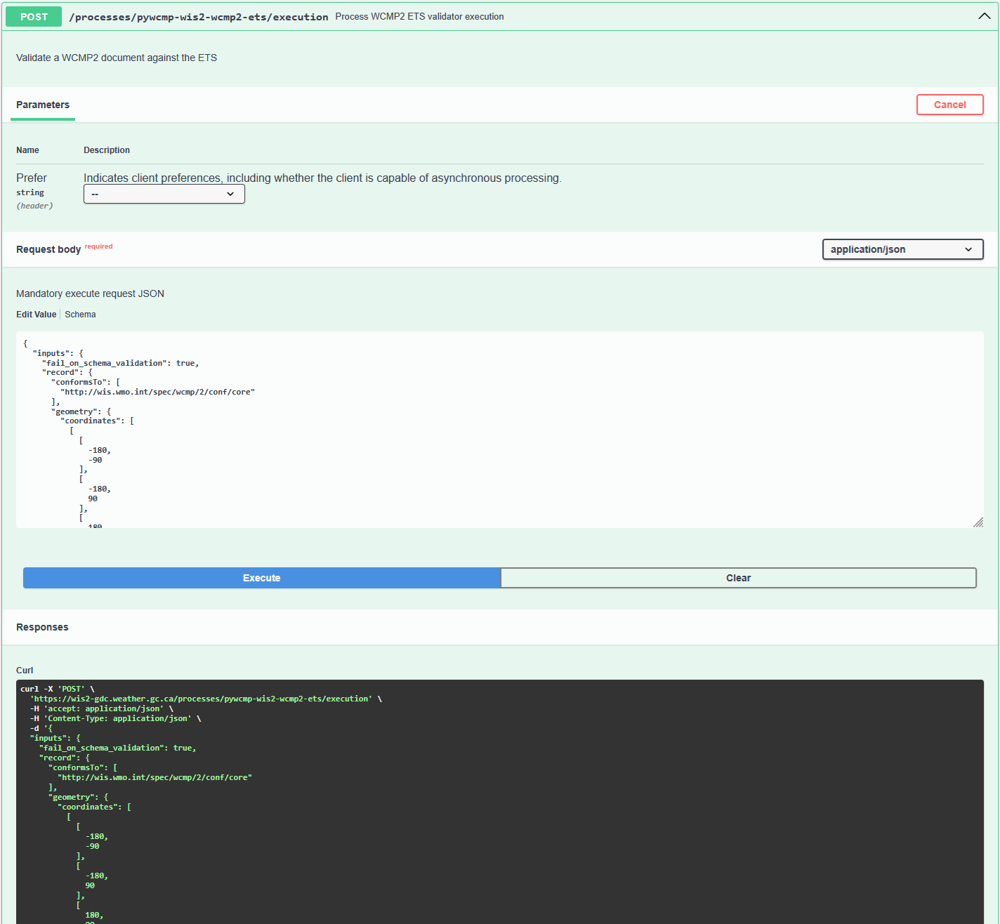 POST /processes/pywcmp-wis2-wcmp2-ets/execution Process WCMP2 ETS validator execution
Validate a WCMP2 document against the ETS
Parameters
Cancel
Name Description
Prefer Indicates client preferences, including whether the client is capable of asynchronous processing.
string --
(header)
Request body required application/json
Mandatory execute request JSON
Edit Value Schema
{
"inputs": {
"fail_on_schema_validation": true,
"record": {
"conformsTo": [
"http://wis.wmo.int/spec/wcmp/2/conf/core"
],
"geometry": {
"coordinates": [
[
[
-180,
-90
],
[
-180,
90
],
[
180
Execute Clear
Responses
Curl
curl -X 'POST' \
'https://wis2-gdc.weather.gc.ca/processes/pywcmp-wis2-wcmp2-ets/execution' \
-H 'accept: application/json' \
-H 'Content-Type: application/json' \
-d '{
"inputs": {
"fail_on_schema_validation": true,
"record": {
"conformsTo": [
"http://wis.wmo.int/spec/wcmp/2/conf/core"
],
"geometry": {
"coordinates": [
[
[
-180,
-90
],
[
-180,
90
],
[
180,